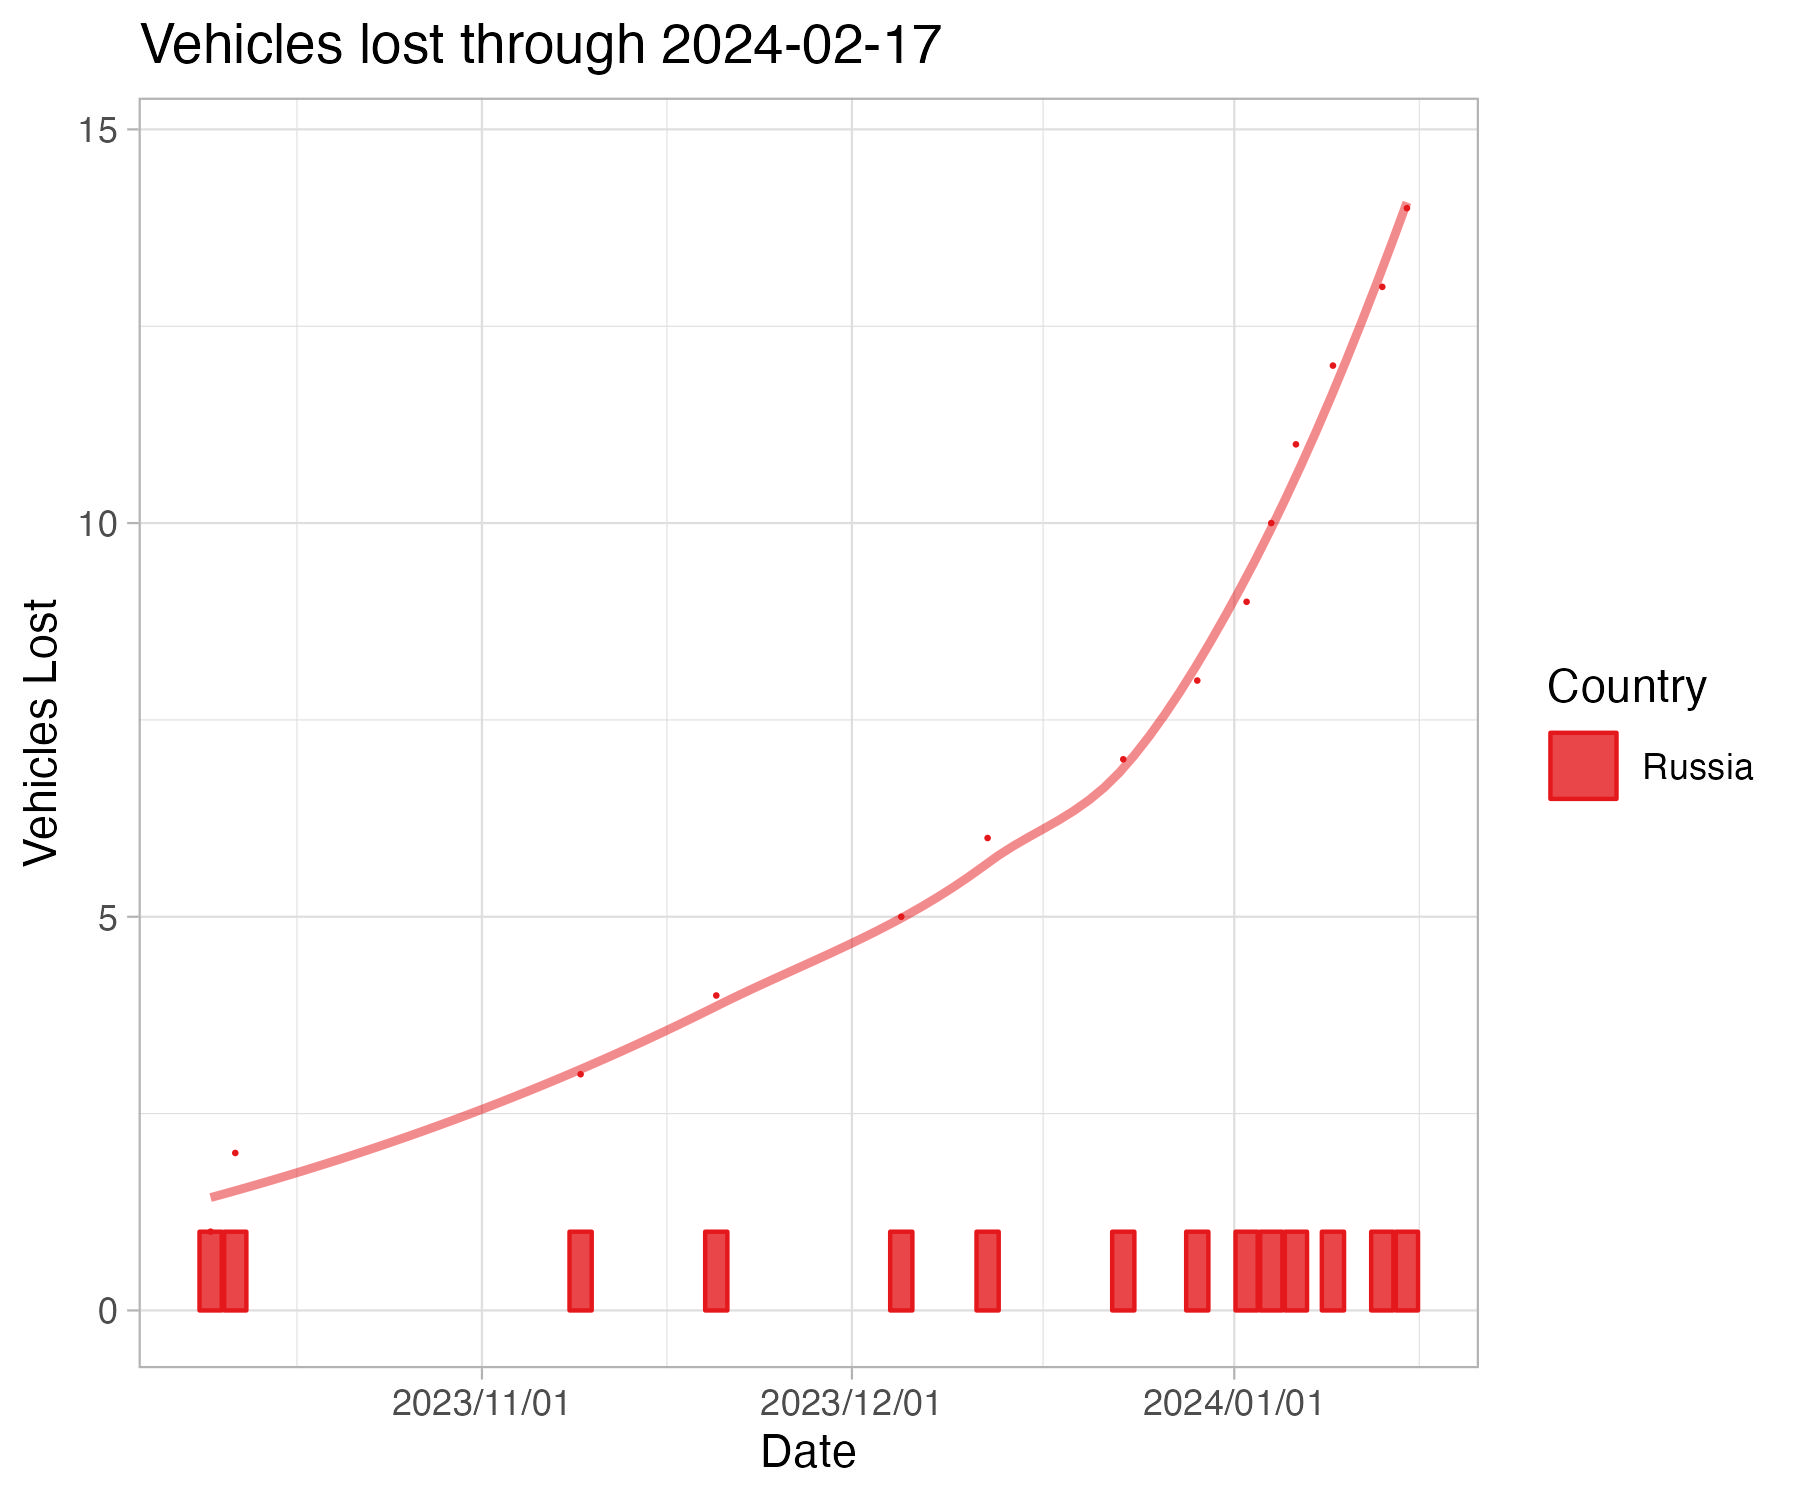 Vehicles lost through 2024-02-17
15
10
5
0
Vehicles Lost
2023/11/01
2023/12/01
2024/01/01
Date
Country
Russia